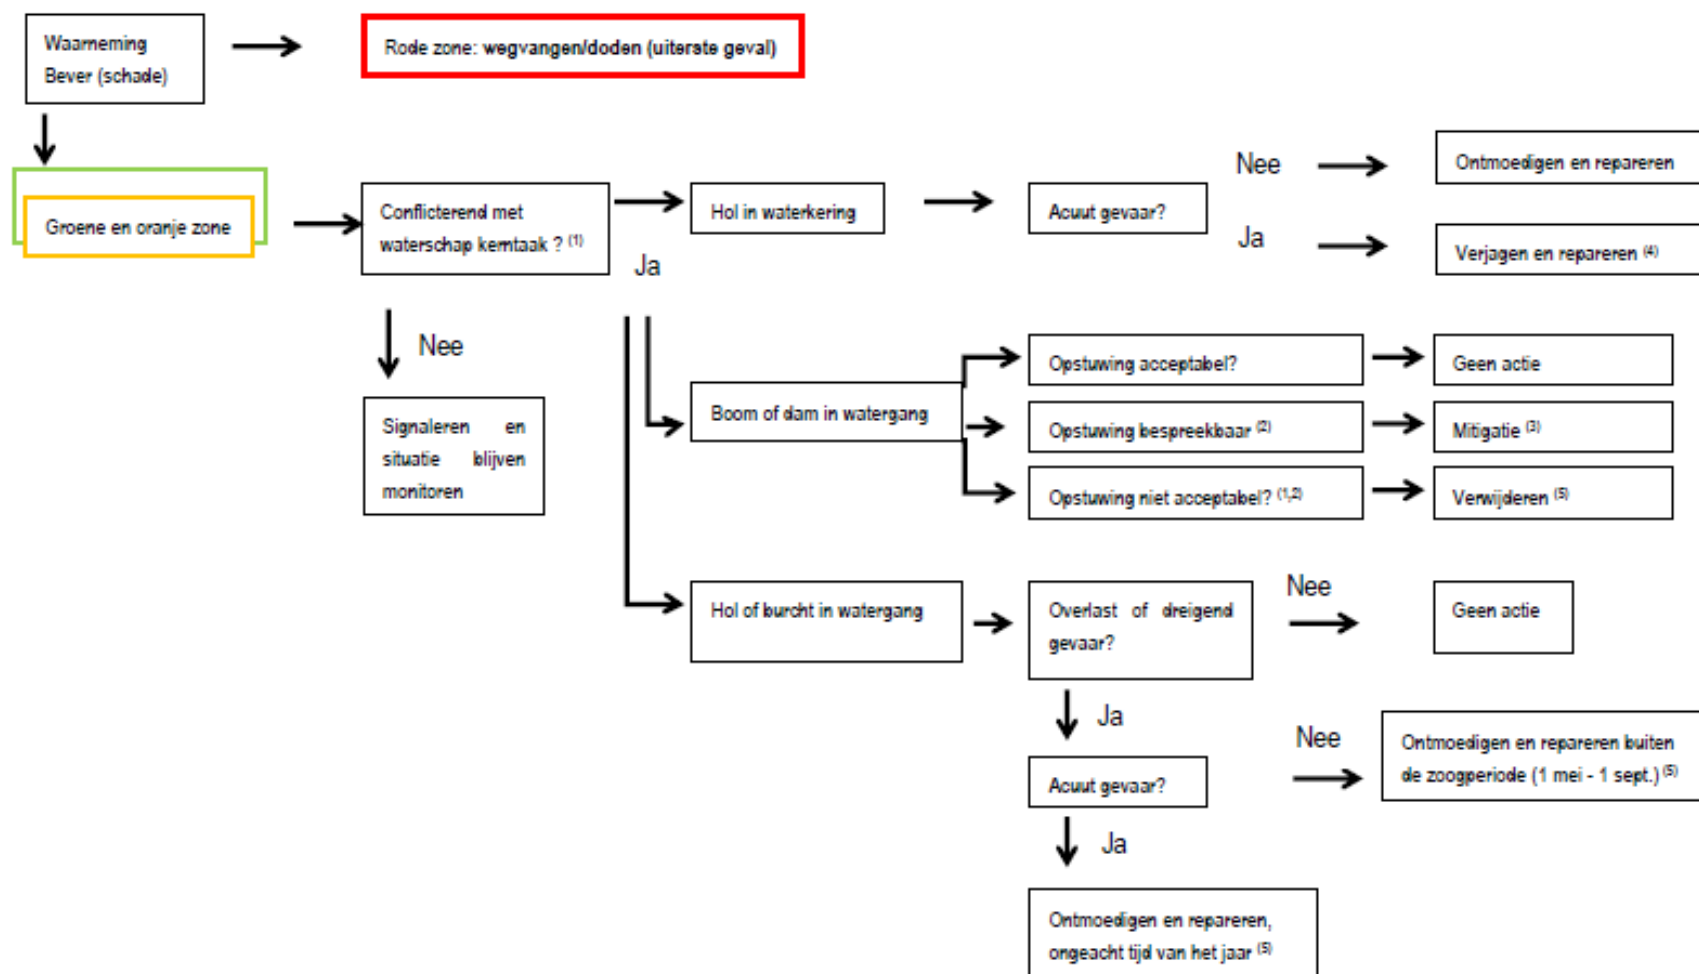 Waarneming
Bever (schade)
Rode zone: wegvangen/doden (uiterste geval)
Groene en oranje zone
Conflicterend met
waterschap kerntaak ? (1)
Ja
Nee
Signaleren en
situatie blijven
monitoren
Hol in waterkering
Acuut gevaar?
Nee
Ontmoedigen en repareren
Ja
Verjagen en repareren (4)
Boom of dam in watergang
Opstuwing acceptabel?
Geen actie
Opstuwing bespreekbaar (2)
Mitigatie (3)
Opstuwing niet acceptabel? (1,2)
Verwijderen (5)
Hol of burcht in watergang
Overlast of dreigend
gevaar?
Nee
Geen actie
Ja
Acuut gevaar?
Nee
Ontmoedigen en repareren buiten
de zoogperiode (1 mei - 1 sept.) (5)
Ja
Ontmoedigen en repareren,
ongeacht tijd van het jaar (5)